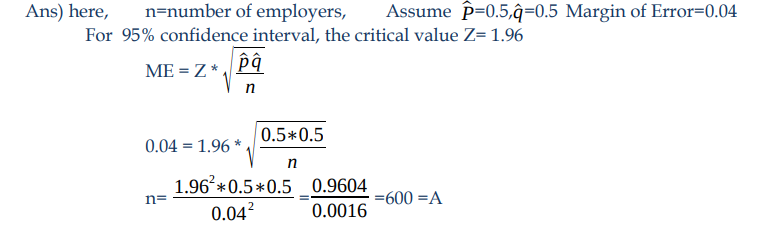 Ans) here, n=number of employers, Assume p̂=0.5,q̂=0.5 Margin of Error=0.04
For 95% confidence interval, the critical value Z= 1.96
ME = Z * √(p̂ q̂ / n)
0.04 = 1.96 * √(0.5∗0.5 / n)
n= 1.96²∗0.5∗0.5 / 0.04² = 0.9604 / 0.0016 =600 =A